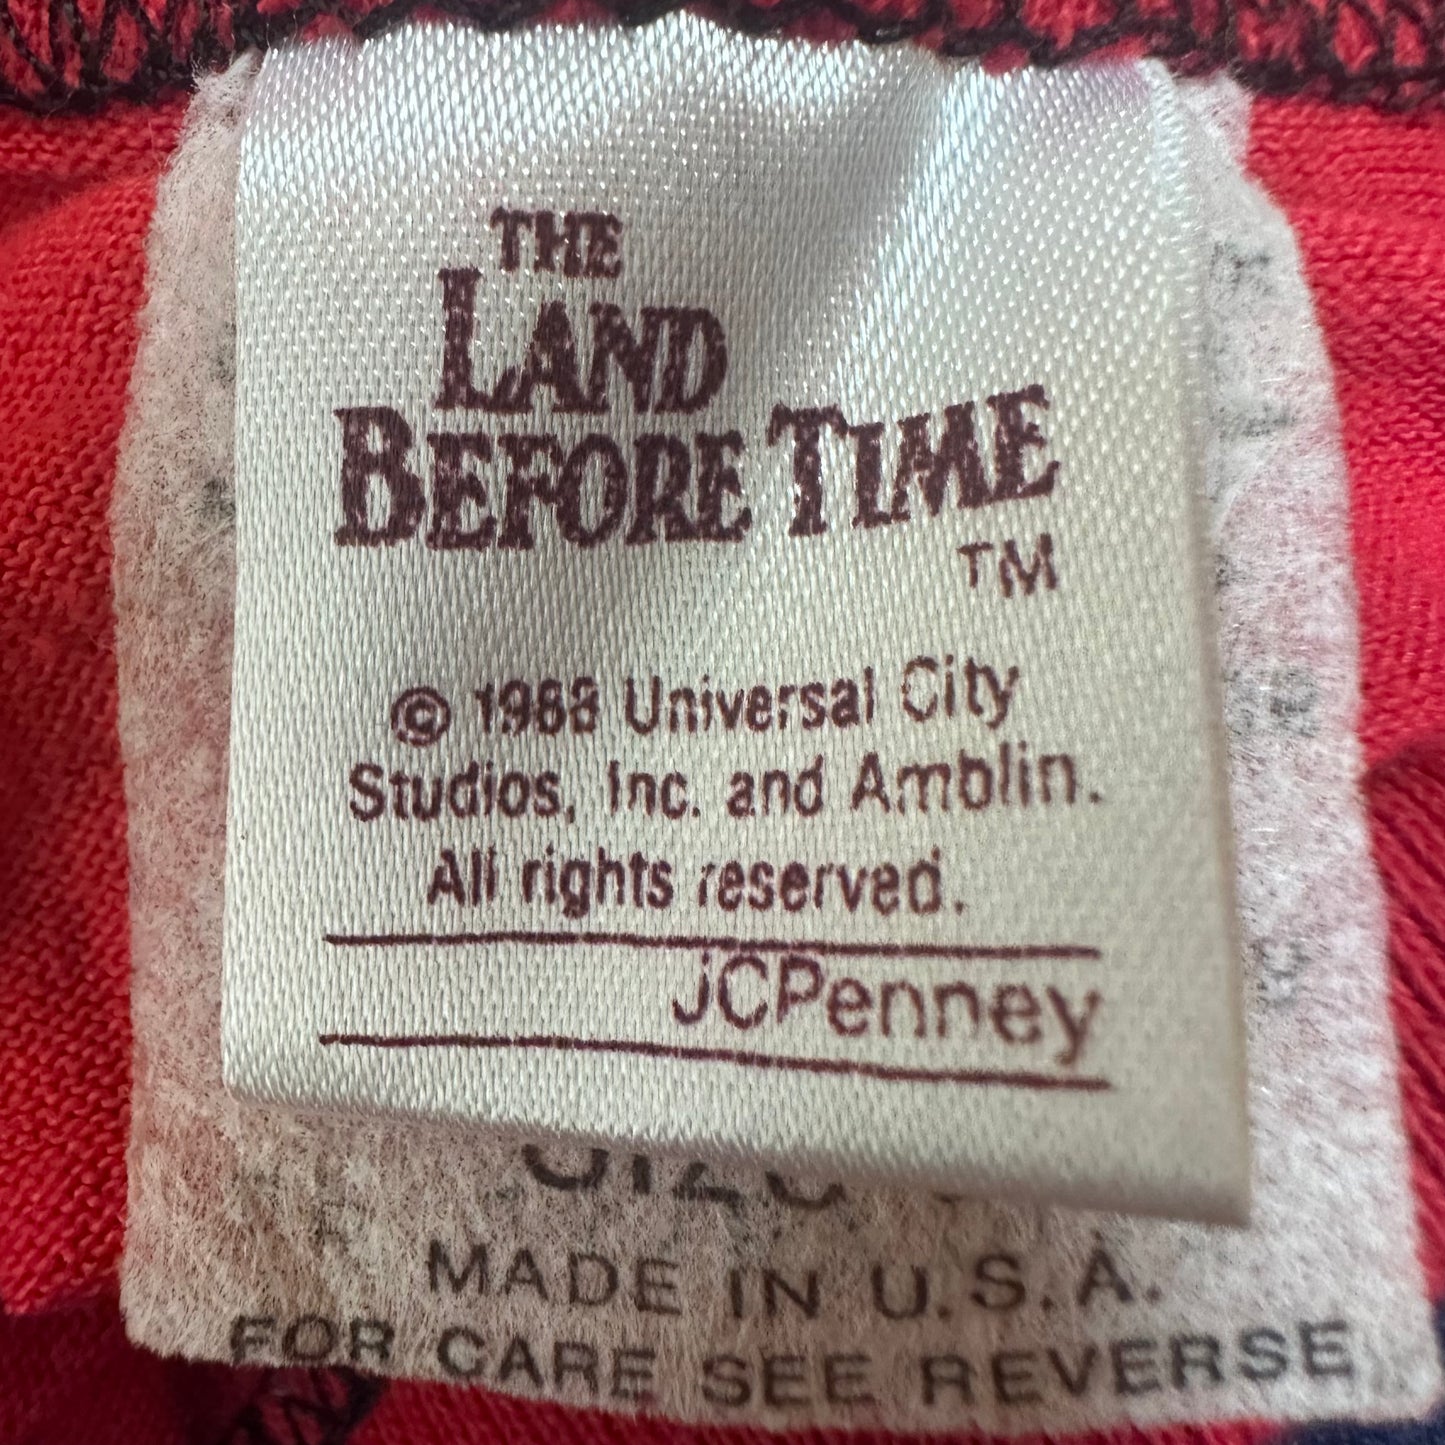 THE
LAND
BEFORE TIME
TM
© 1988 Universal City
Studios, Inc. and Amblin.
All rights reserved.
JCPenney
MADE IN U.S.A.
FOR CARE SEE REVERSE